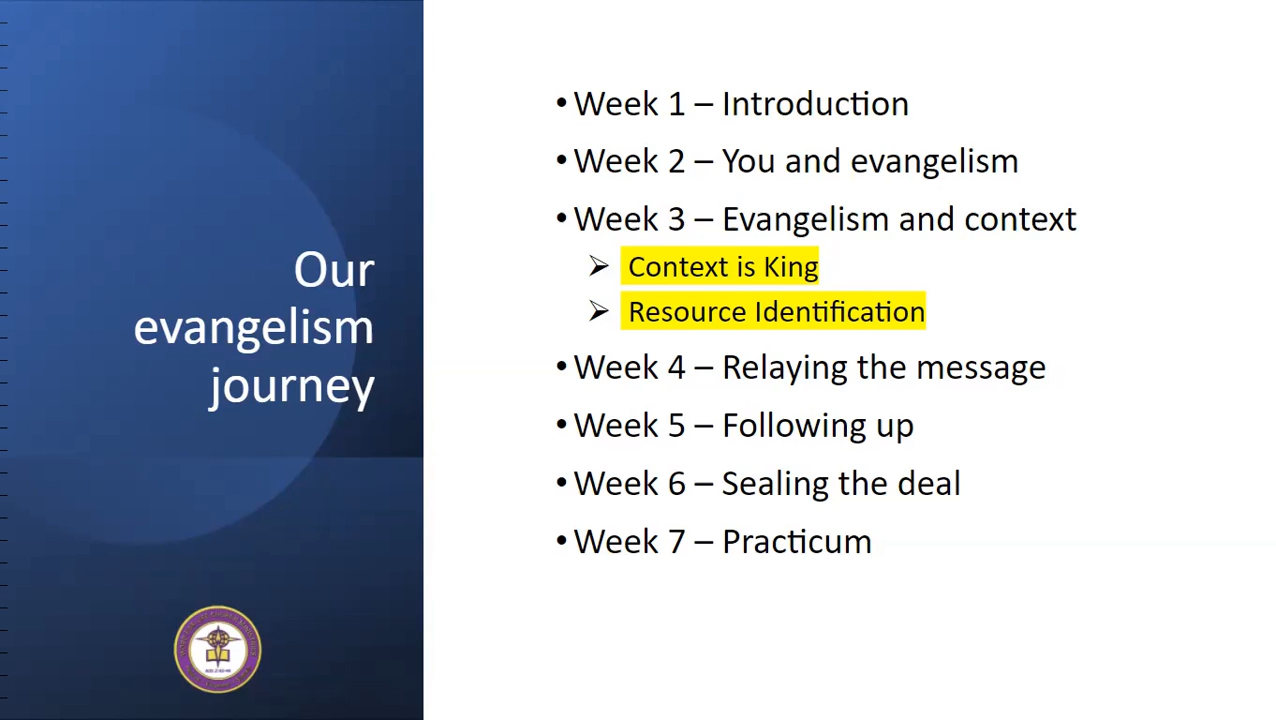 Our
evangelism
journey
• Week 1 – Introduction
• Week 2 – You and evangelism
• Week 3 – Evangelism and context
➢ Context is King
➢ Resource Identification
• Week 4 – Relaying the message
• Week 5 – Following up
• Week 6 – Sealing the deal
• Week 7 – Practicum